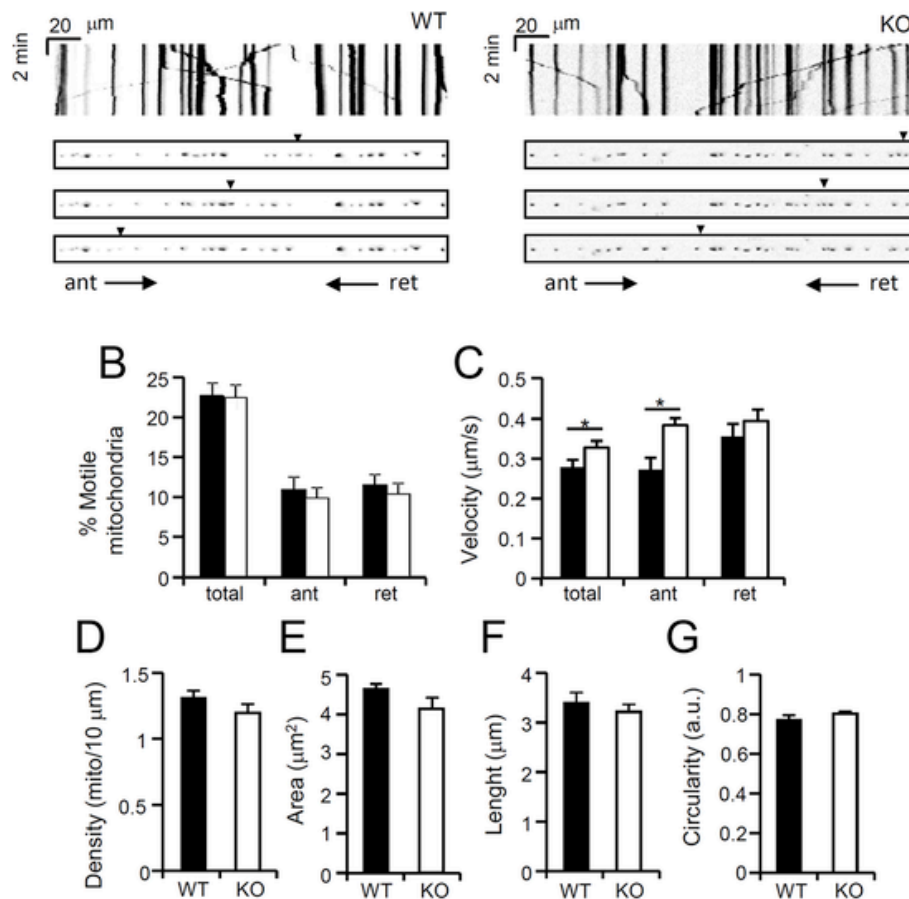 20 μm
WT
2 min
20 μm
KO
2 min
ant
ret
ant
ret
B
% Motile
mitochondria
25
20
15
10
5
0
total
ant
ret
C
Velocity (μm/s)
0.5
0.4
0.3
0.2
0.1
0
*
*
total
ant
ret
D
Density (mito/10 μm)
1.5
1
0.5
0
WT
KO
E
Area (μm²)
5
4
3
2
1
0
WT
KO
F
Lenght (μm)
4
3
2
1
0
WT
KO
G
Circularity (a.u.)
1
0.8
0.6
0.4
0.2
0
WT
KO